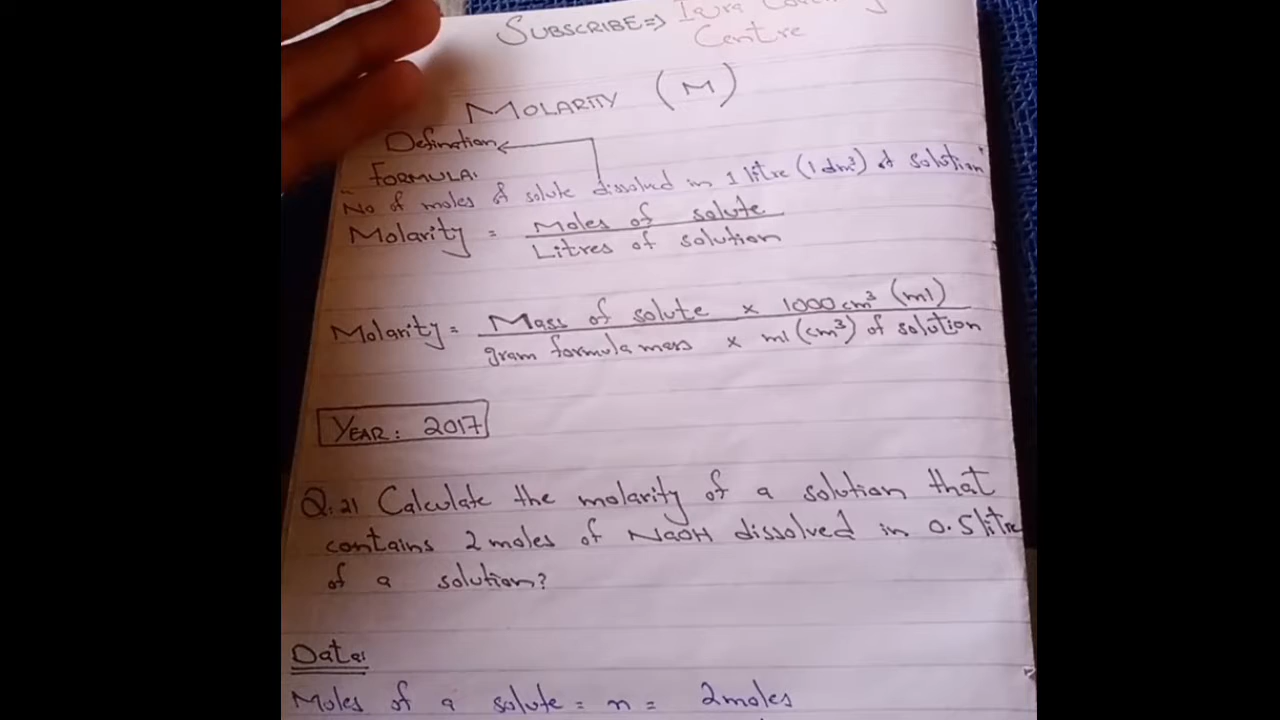 SUBSCRIBE=> Iqra
Centre
MOLARITY (M)
Defination
FORMULA:
"No of moles of solute dissolved in 1 litre (1 dm³) of solution"
Molarity = Moles of solute
Litres of solution
Molarity = Mass of solute x 1000 cm³ (ml)
gram formula mass x ml (cm³) of solution
YEAR: 2017
Q:21 Calculate the molarity of a solution that
contains 2 moles of NaOH dissolved in 0.5 litre
of a solution?
Data:
Moles of a solute = n = 2moles